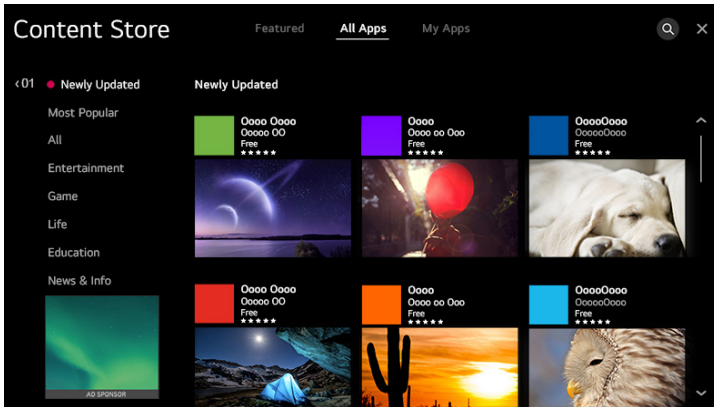 Content Store
Featured
All Apps
My Apps
‹01
Newly Updated
Most Popular
All
Entertainment
Game
Life
Education
News & Info
AD SPONSOR
Newly Updated
Oooo Oooo
Ooooo OO
Free
★★★★★
Oooo
Oooo oo Ooo
Free
★★★★★
OoooOooo
OooooOooo
Free
★★★★★
Oooo Oooo
Ooooo OO
Free
★★★★★
Oooo
Oooo oo Ooo
Free
★★★★★
OoooOooo
OooooOooo
Free
★★★★★